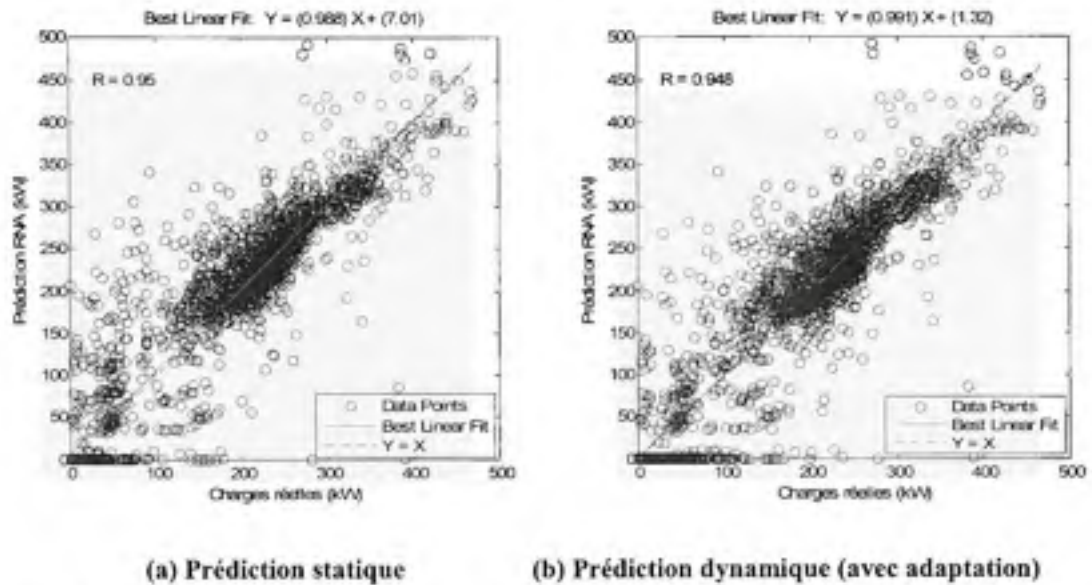 Best Linear Fit: Y = (0.988) X + (7.01)
500
450
400
350
300
250
200
150
100
50
0
R = 0.95
Prédiction RNA (kW)
Data Points
Best Linear Fit
Y = X
0 100 200 300 400 500
Charges réelles (kW)
(a) Prédiction statique
Best Linear Fit: Y = (0.991) X + (1.32)
500
450
400
350
300
250
200
150
100
50
0
R = 0.948
Prédiction RNA (kW)
Data Points
Best Linear Fit
Y = X
0 100 200 300 400 500
Charges réelles (kW)
(b) Prédiction dynamique (avec adaptation)